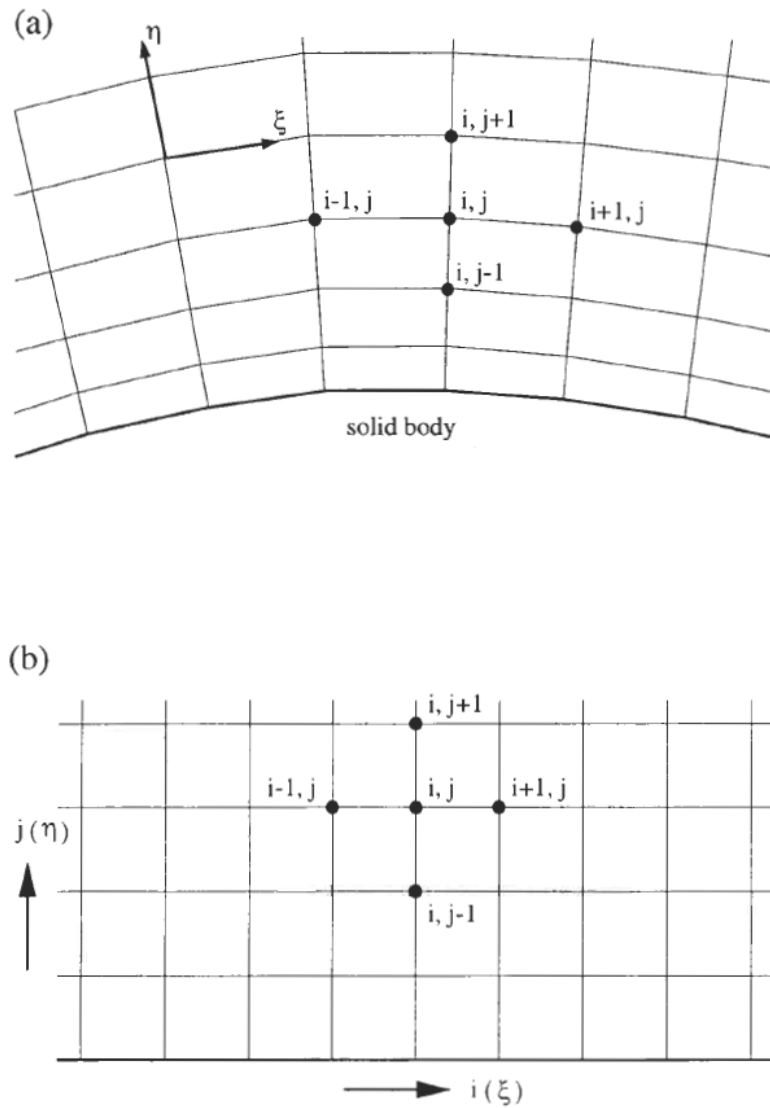 (a)
η
ξ
i, j+1
i-1, j
i, j
i+1, j
i, j-1
solid body
(b)
i, j+1
i-1, j
i, j
i+1, j
j (η)
i, j-1
i (ξ)